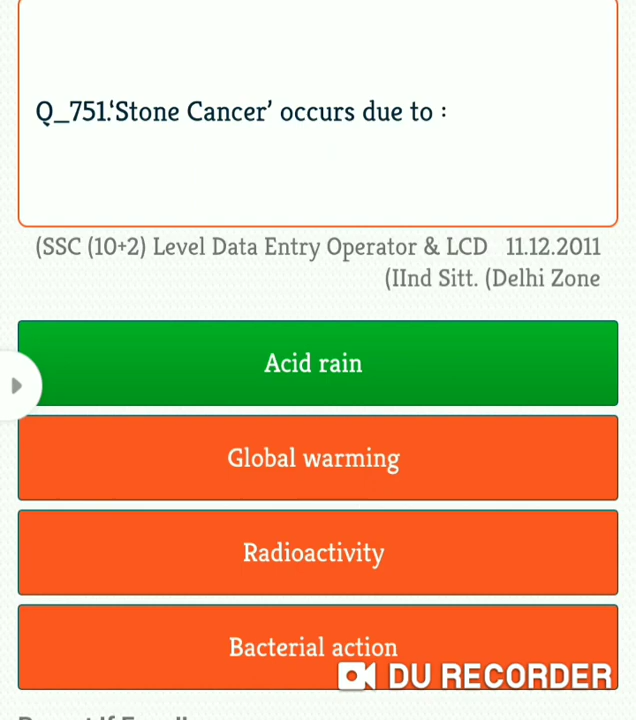 Q_751.‘Stone Cancer’ occurs due to :
(SSC (10+2) Level Data Entry Operator & LCD 11.12.2011
(IInd Sitt. (Delhi Zone
Acid rain
Global warming
Radioactivity
Bacterial action
DU RECORDER